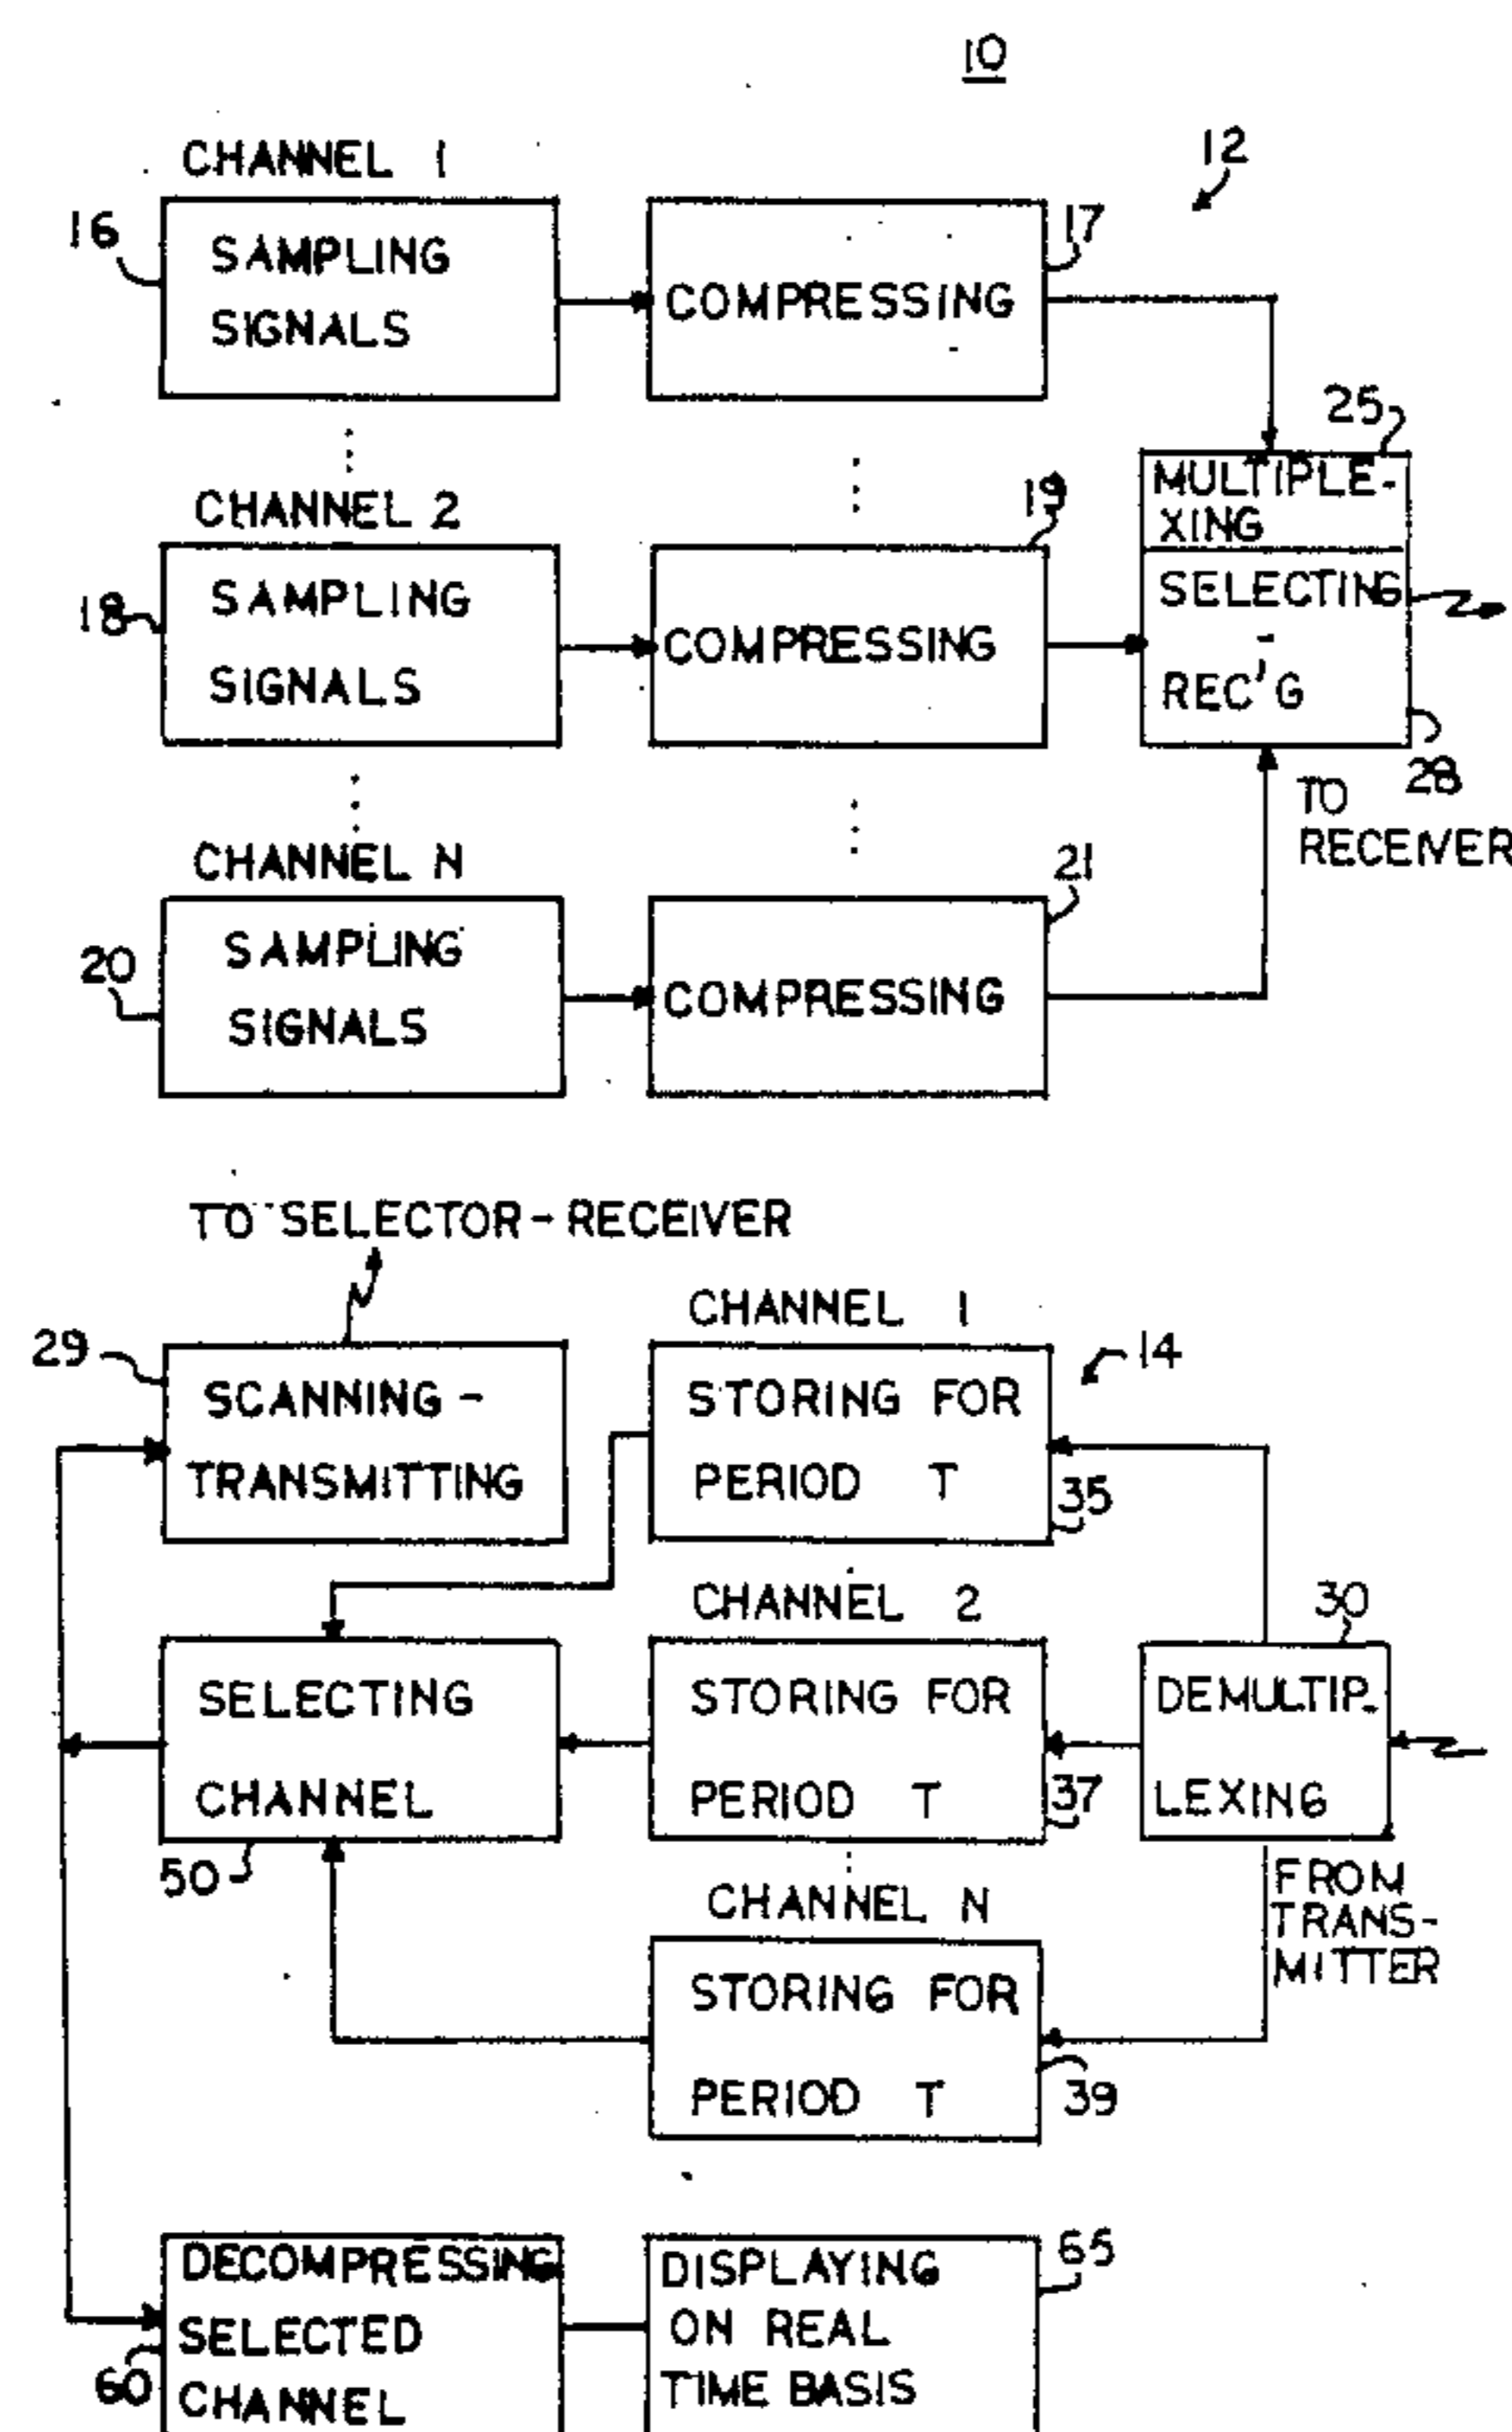 10
12
CHANNEL 1
16
SAMPLING
SIGNALS
17
COMPRESSING
25
MULTIPLE-
XING
SELECTING
-
REC'G
28
TO
RECEIVER
CHANNEL 2
18
SAMPLING
SIGNALS
19
COMPRESSING
CHANNEL N
20
SAMPLING
SIGNALS
21
COMPRESSING
TO SELECTOR-RECEIVER
29
SCANNING-
TRANSMITTING
CHANNEL 1
14
STORING FOR
PERIOD T
35
CHANNEL 2
STORING FOR
PERIOD T
37
30
DEMULTIP-
LEXING
FROM
TRANS-
MITTER
SELECTING
CHANNEL
50
CHANNEL N
STORING FOR
PERIOD T
39
DECOMPRESSING
SELECTED
CHANNEL
60
DISPLAYING
ON REAL
TIME BASIS
65